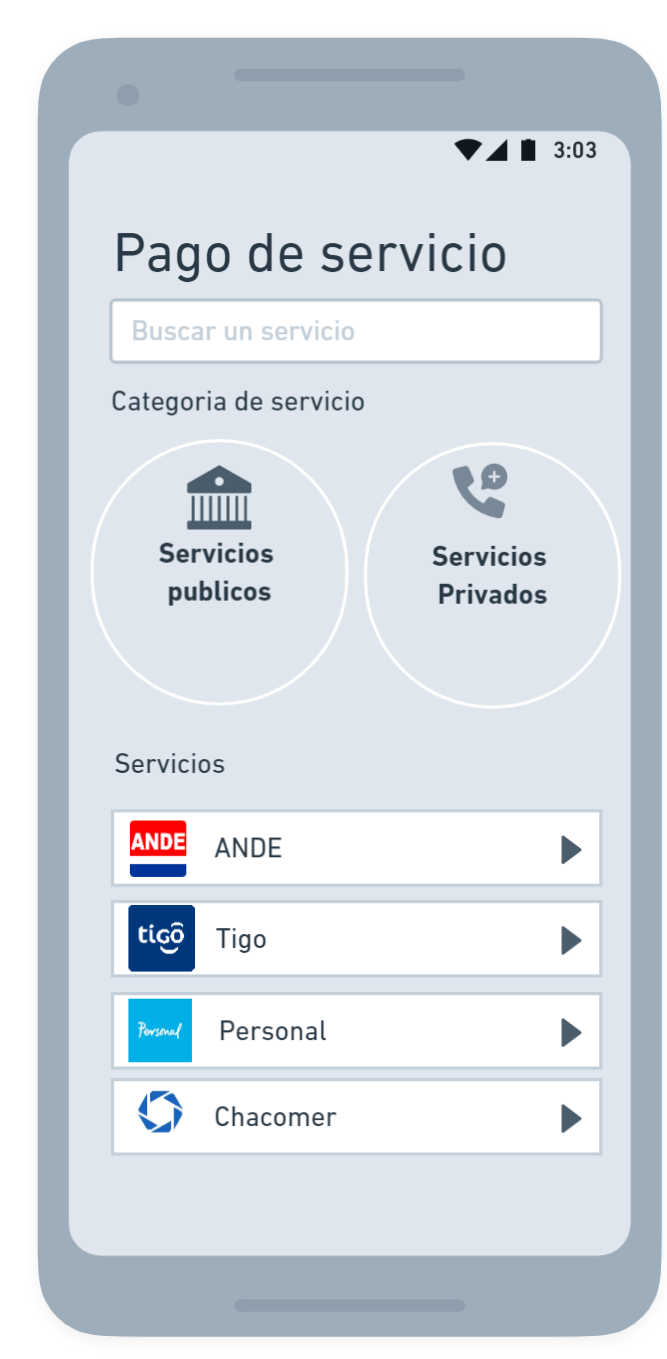 3:03
Pago de servicio
Buscar un servicio
Categoria de servicio
Servicios
publicos
Servicios
Privados
Servicios
ANDE
ANDE
tigô
Tigo
Personal
Personal
Chacomer